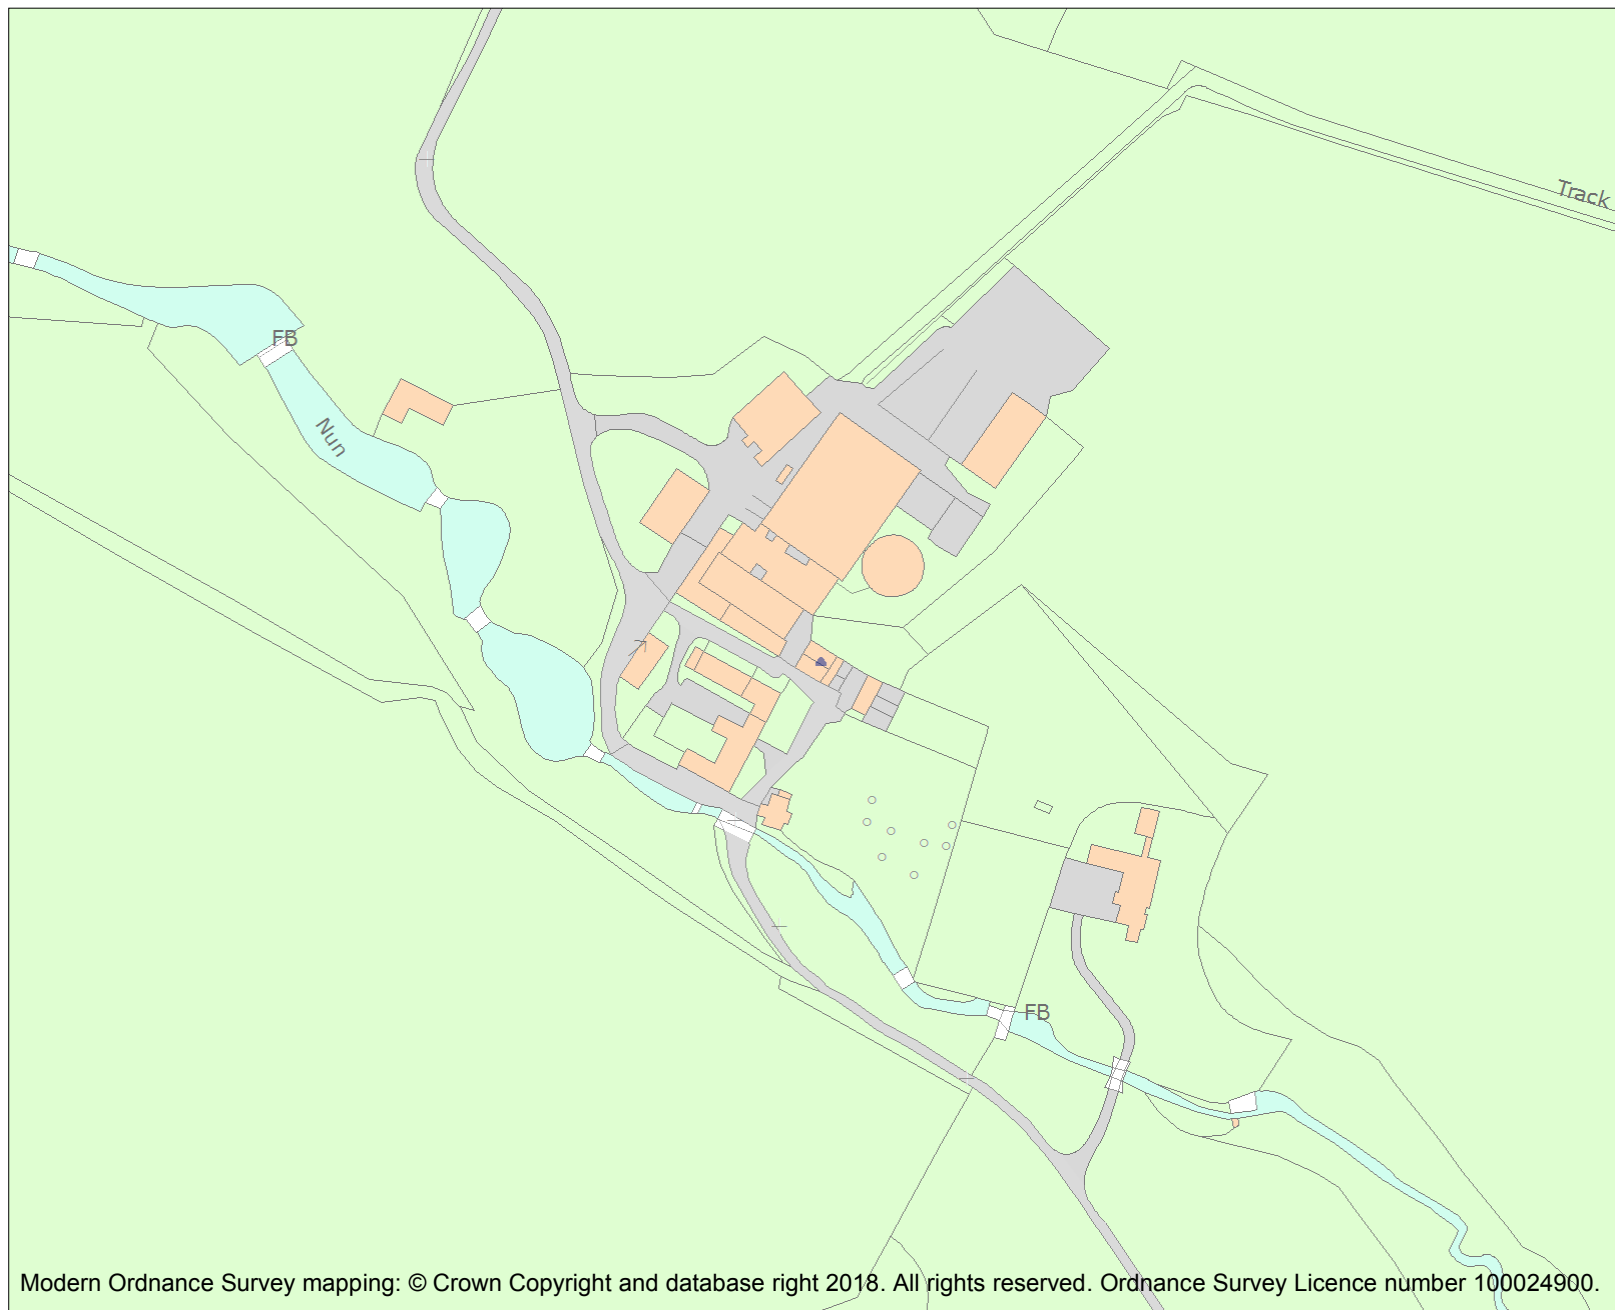 Track
FB
Nun
FB
Modern Ordnance Survey mapping: © Crown Copyright and database right 2018. All rights reserved. Ordnance Survey Licence number 100024900.